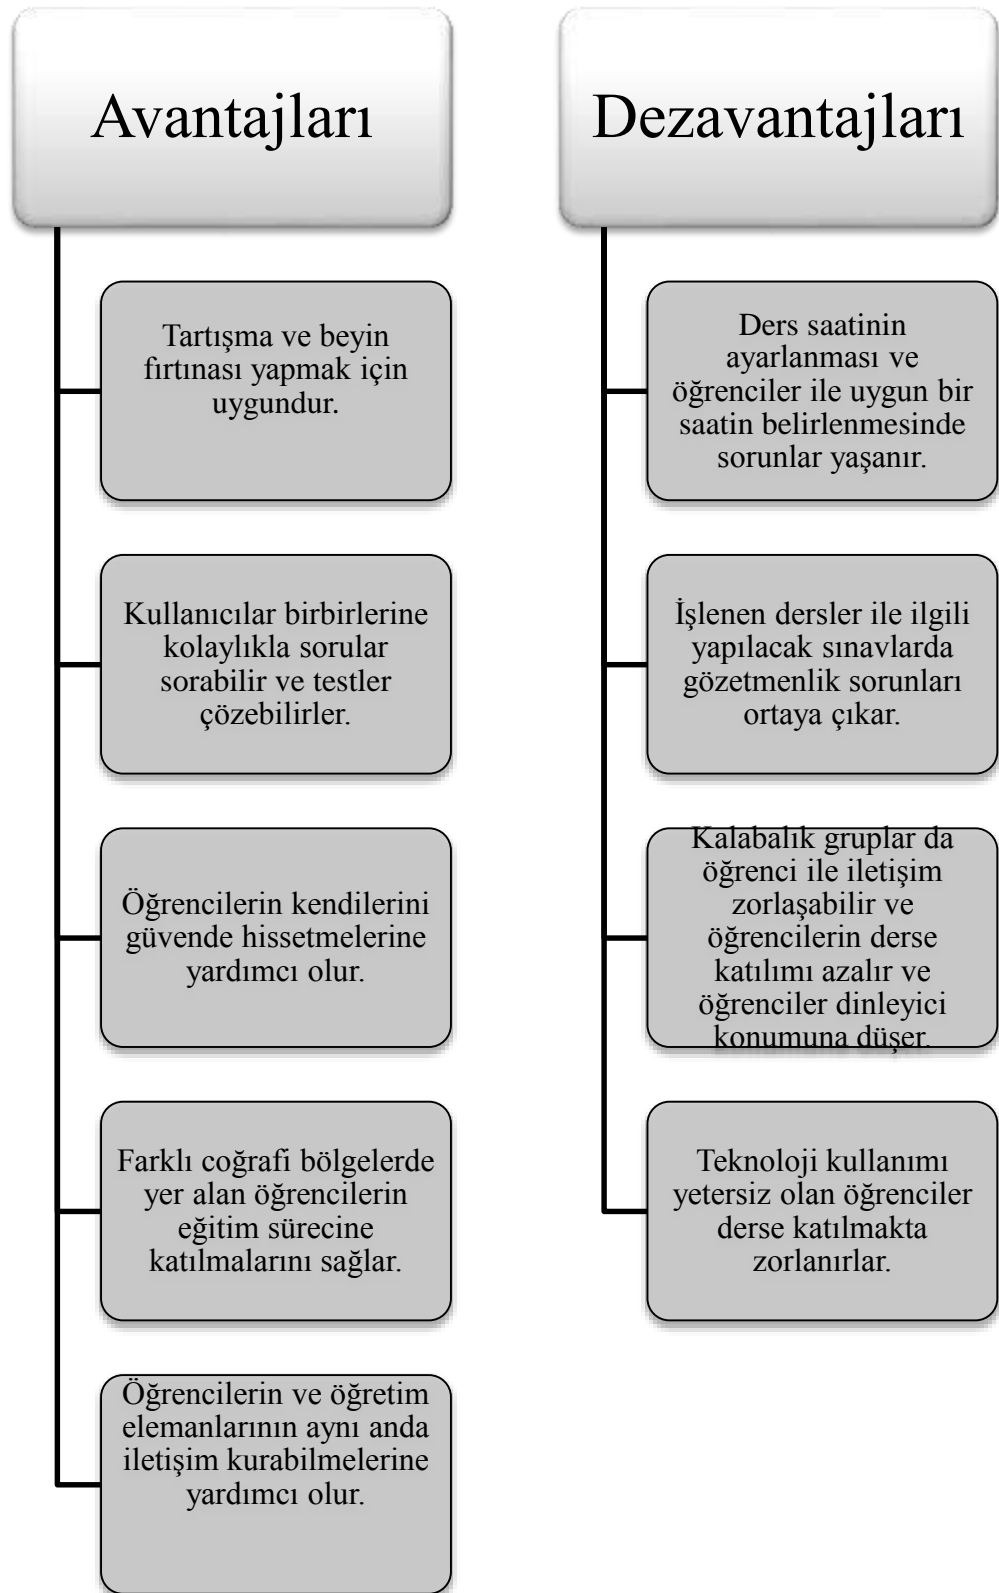 Avantajları
Tartışma ve beyin
fırtınası yapmak için
uygundur.
Kullanıcılar birbirlerine
kolaylıkla sorular
sorabilir ve testler
çözebilirler.
Öğrencilerin kendilerini
güvende hissetmelerine
yardımcı olur.
Farklı coğrafi bölgelerde
yer alan öğrencilerin
eğitim sürecine
katılmalarını sağlar.
Öğrencilerin ve öğretim
elemanlarının aynı anda
iletişim kurabilmelerine
yardımcı olur.
Dezavantajları
Ders saatinin
ayarlanması ve
öğrenciler ile uygun bir
saatin belirlenmesinde
sorunlar yaşanır.
İşlenen dersler ile ilgili
yapılacak sınavlarda
gözetmenlik sorunları
ortaya çıkar.
Kalabalık gruplar da
öğrenci ile iletişim
zorlaşabilir ve
öğrencilerin derse
katılımı azalır ve
öğrenciler dinleyici
konumuna düşer.
Teknoloji kullanımı
yetersiz olan öğrenciler
derse katılmakta
zorlanırlar.